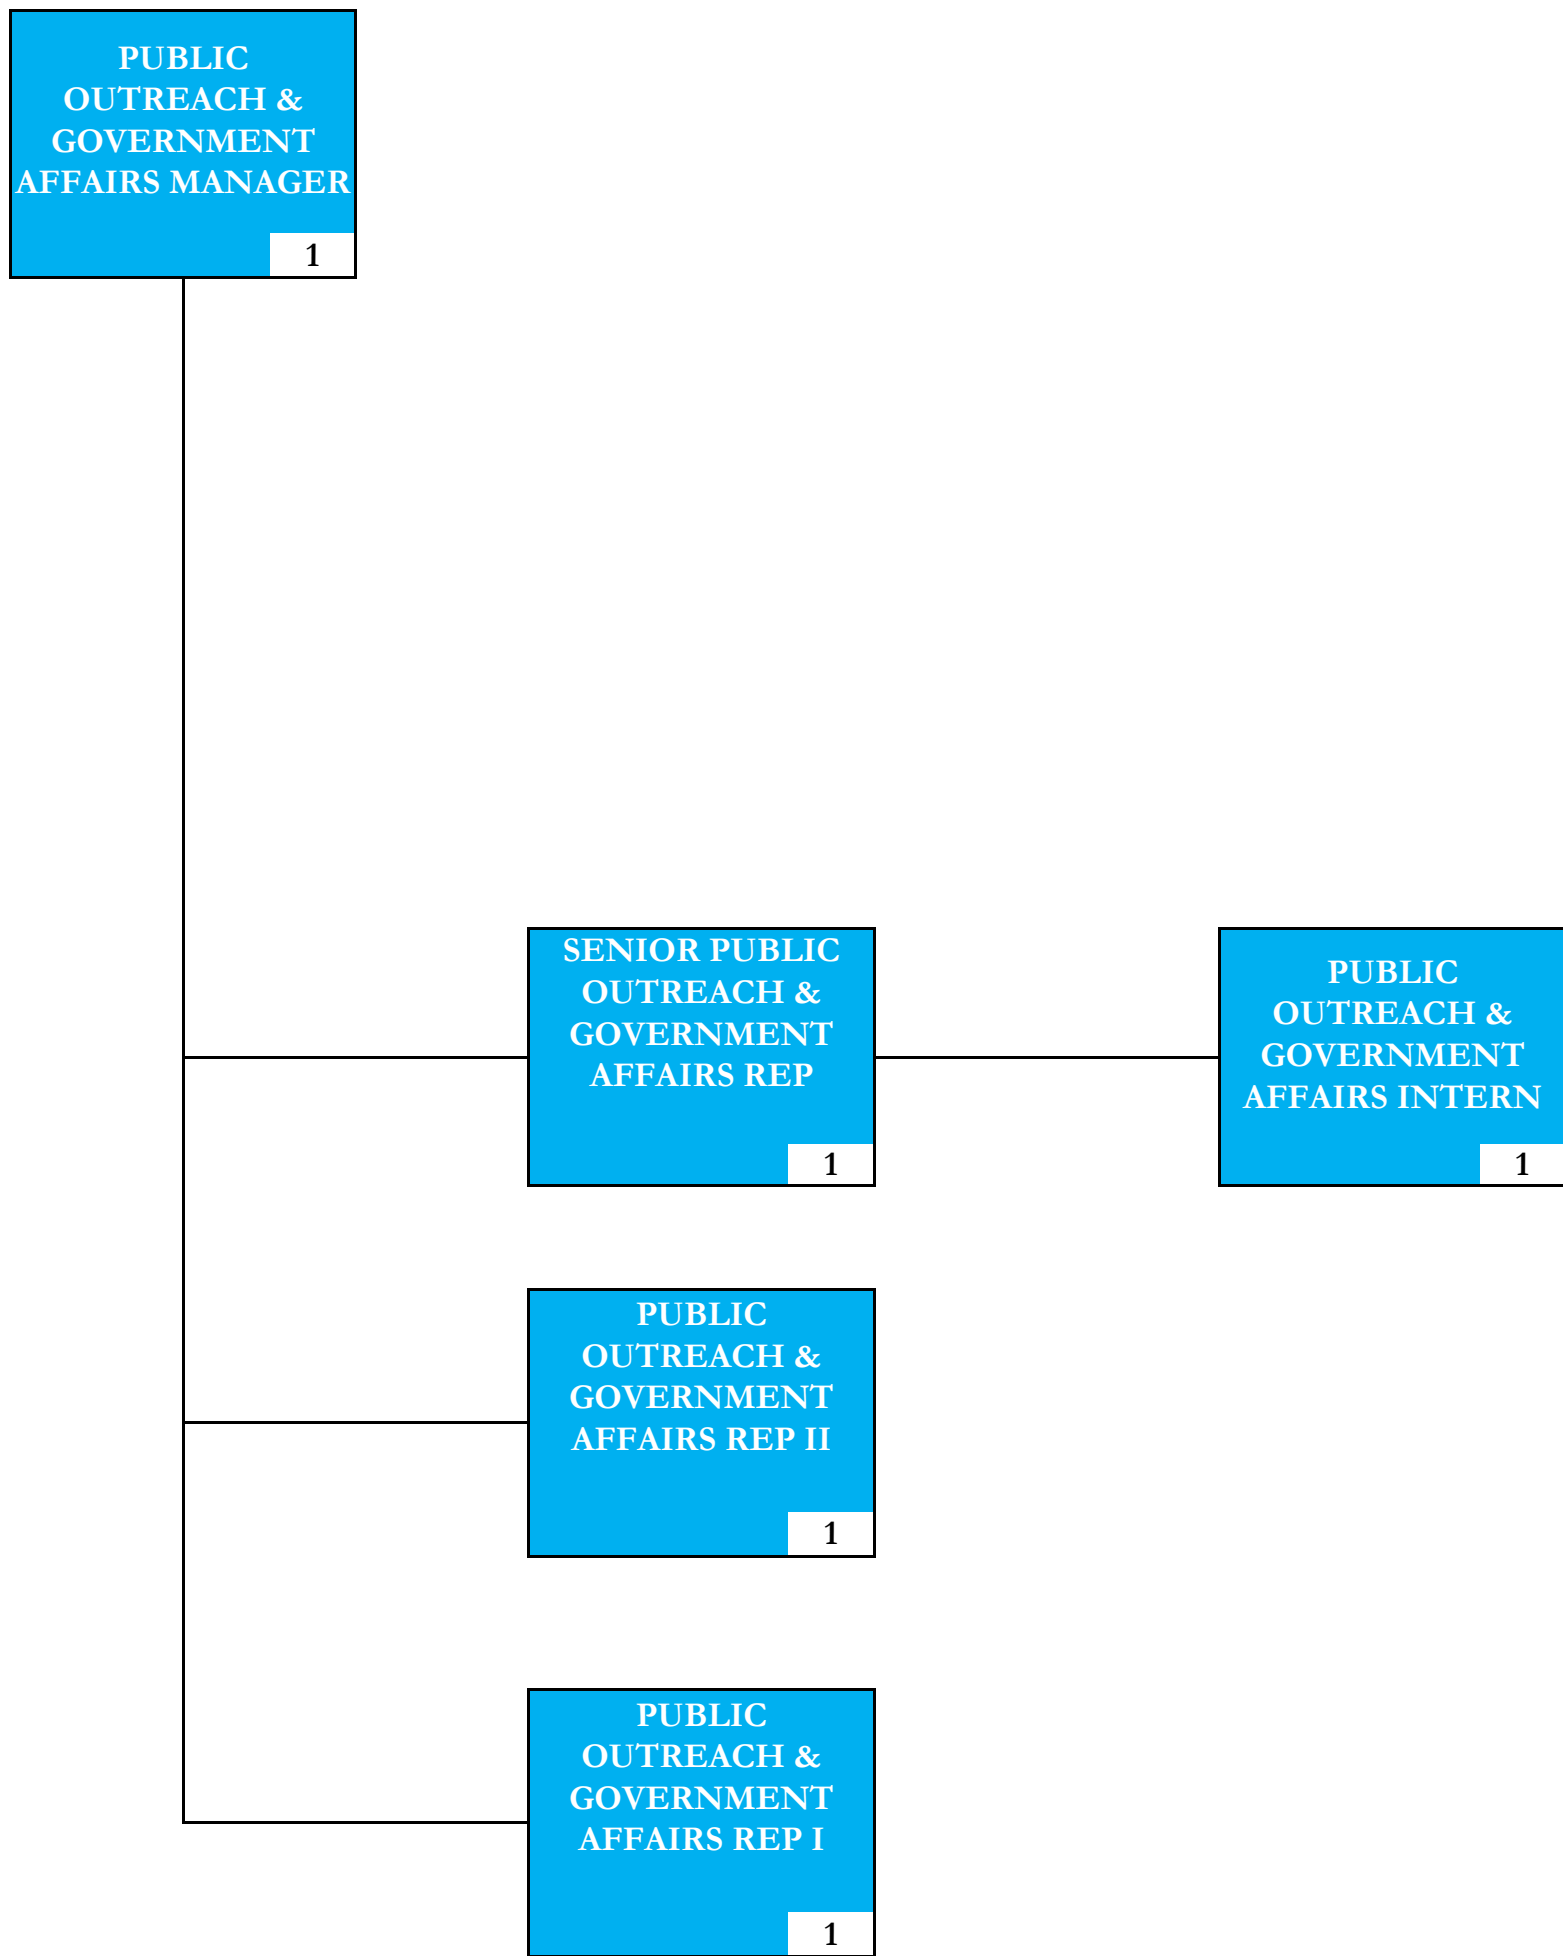 PUBLIC
OUTREACH &
GOVERNMENT
AFFAIRS MANAGER
1
SENIOR PUBLIC
OUTREACH &
GOVERNMENT
AFFAIRS REP
1
PUBLIC
OUTREACH &
GOVERNMENT
AFFAIRS INTERN
1
PUBLIC
OUTREACH &
GOVERNMENT
AFFAIRS REP II
1
PUBLIC
OUTREACH &
GOVERNMENT
AFFAIRS REP I
1